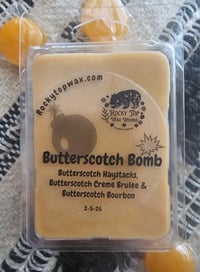 Rockytopwax.com
Rocky Top
Wax Works
Butterscotch Bomb
Butterscotch Haystacks,
Butterscotch Creme Brulee &
Butterscotch Bourbon
2-5-26